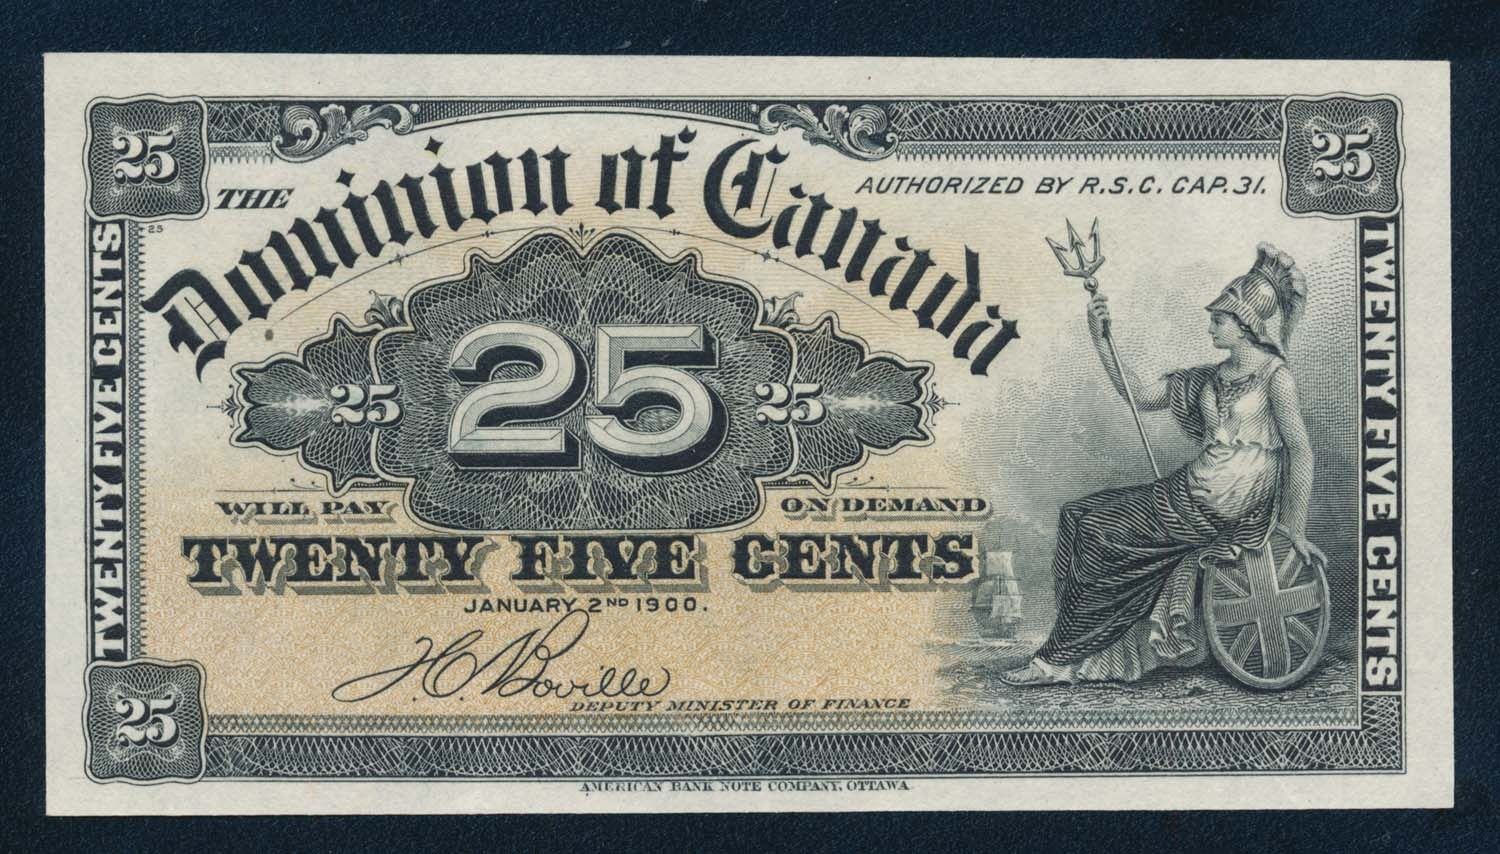 25
25
THE Dominion of Canada
AUTHORIZED BY R.S.C. CAP. 31.
25
25
25 25
TWENTY FIVE CENTS
TWENTY FIVE CENTS
WILL PAY ON DEMAND
TWENTY FIVE CENTS
JANUARY 2ND 1900.
H.C. Boville
DEPUTY MINISTER OF FINANCE
25
AMERICAN BANK NOTE COMPANY, OTTAWA